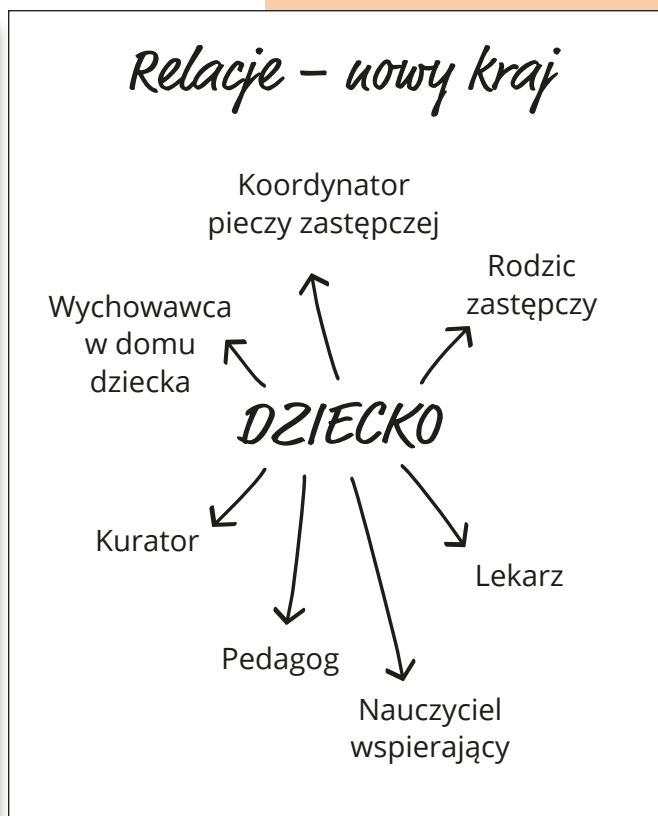 Relacje – nowy kraj
Koordynator
pieczy zastępczej
Rodzic
zastępczy
Wychowawca
w domu
dziecka
DZIECKO
Kurator
Lekarz
Pedagog
Nauczyciel
wspierający